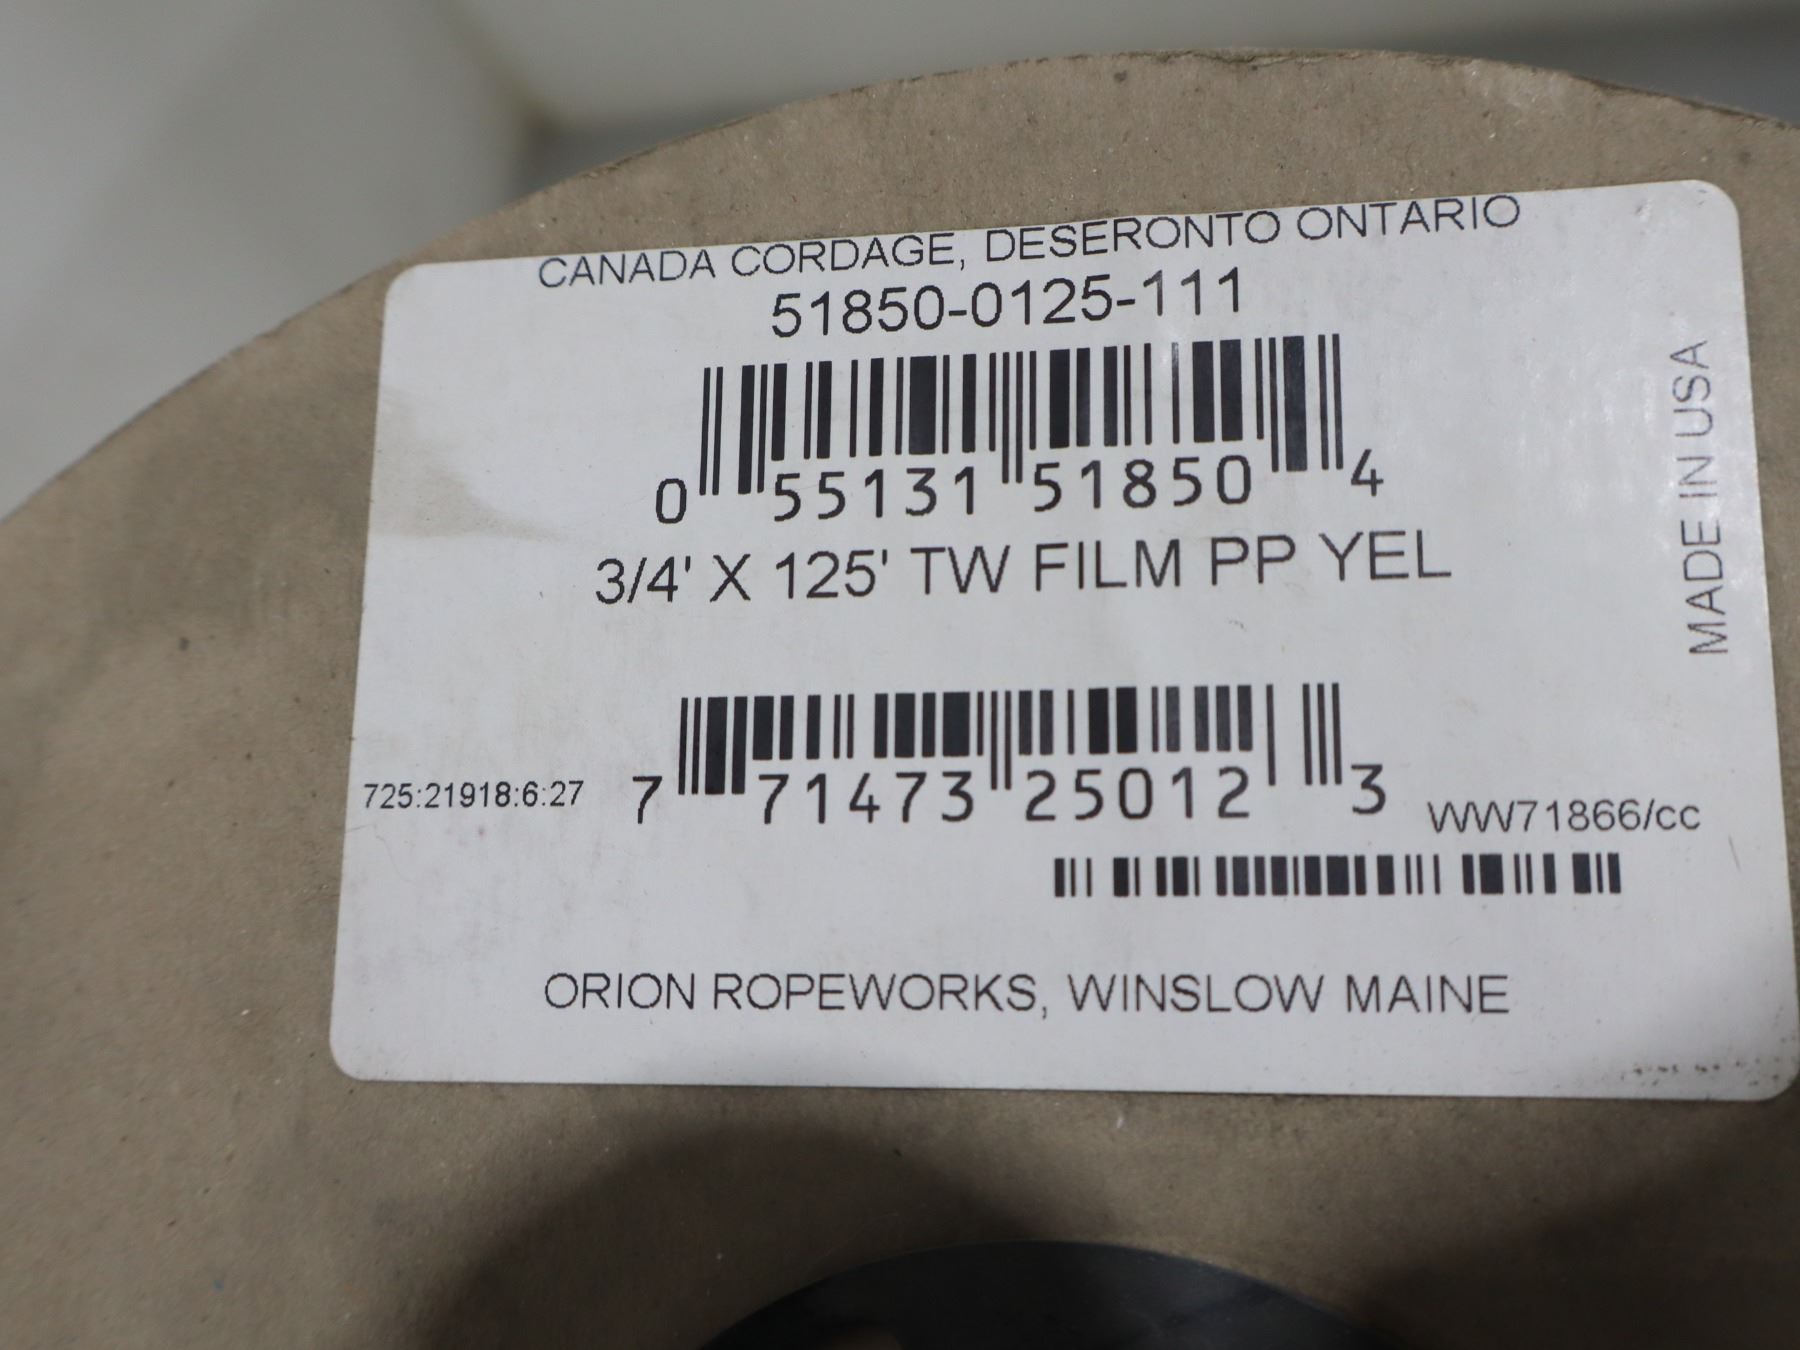 CANADA CORDAGE, DESERONTO ONTARIO
51850-0125-111
0 55131 51850 4
3/4' X 125' TW FILM PP YEL
MADE IN USA
725:21918:6:27
7 71473 25012 3
WW71866/cc
ORION ROPEWORKS, WINSLOW MAINE